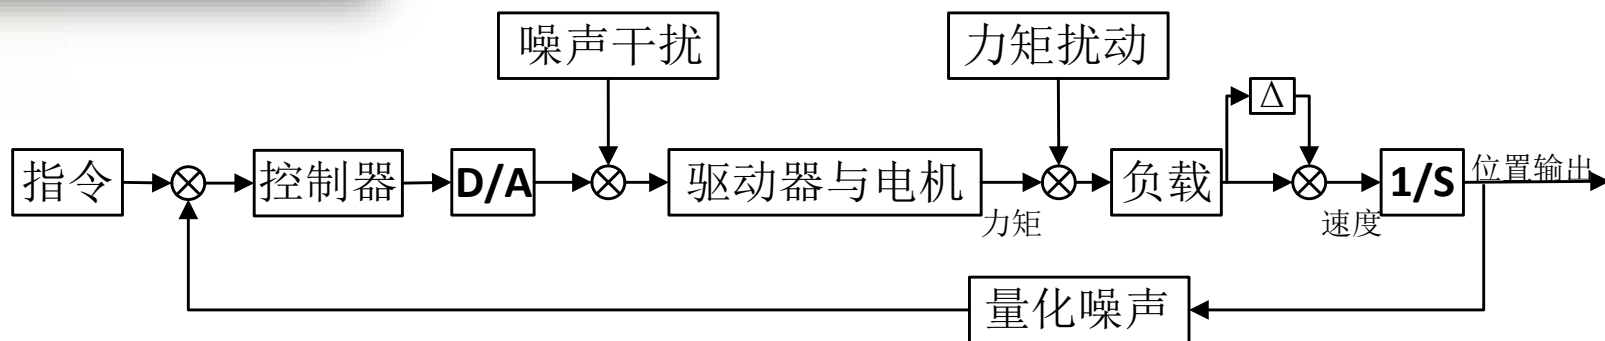 噪声干扰
力矩扰动
Δ
指令
控制器
D/A
驱动器与电机
力矩
负载
速度
1/S
位置输出
量化噪声